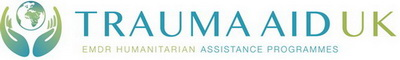 TRAUMA AID UK
EMDR HUMANITARIAN ASSISTANCE PROGRAMMES